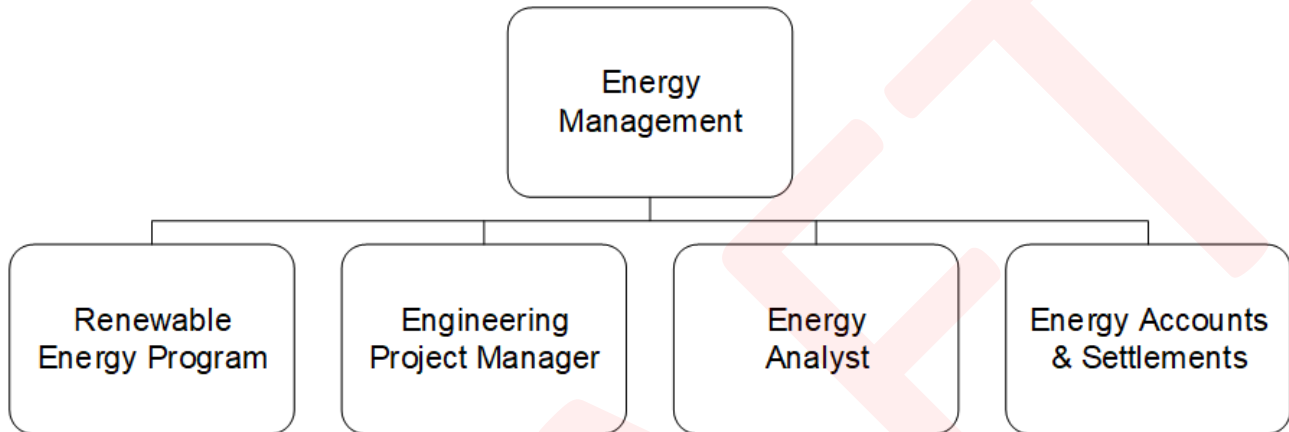 Energy
Management
Renewable
Energy Program
Engineering
Project Manager
Energy
Analyst
Energy Accounts
& Settlements